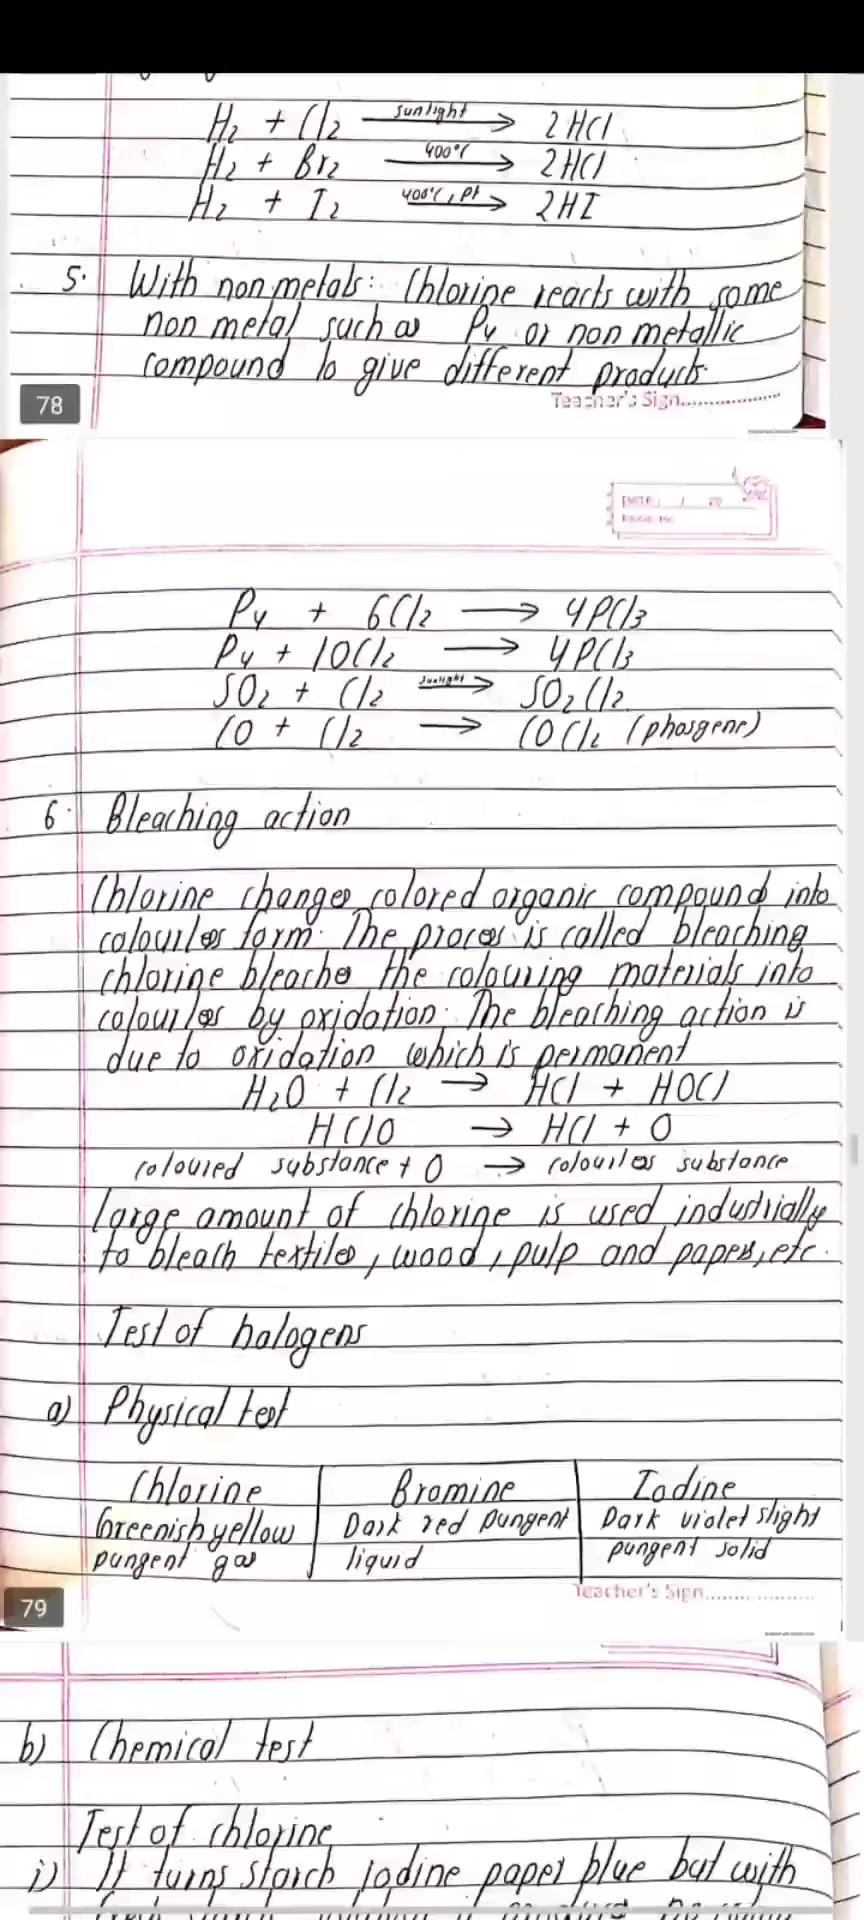 H2 + Cl2 sunlight → 2HCl
H2 + Br2 400°C → 2HCl
H2 + I2 400°C, Pt → 2HI
5. With non metals: Chlorine reacts with some
non metal such as P4 or non metallic
compound to give different products.
Teacher's Sign..................
78
DATE: / / 20
PAGE NO.
P4 + 6Cl2 → 4PCl3
P4 + 10Cl2 → 4PCl3
SO2 + Cl2 sunlight → SO2Cl2
CO + Cl2 → COCl2 (phosgene)
6. Bleaching action
Chlorine changes colored organic compound into
colourless form. The process is called bleaching
chlorine bleaches the colouring materials into
colourless by oxidation. The bleaching action is
due to oxidation which is permanent
H2O + Cl2 → HCl + HOCl
HClO → HCl + O
coloured substance + O → colourless substance
Large amount of chlorine is used industrially
to bleach textiles, wood, pulp and papers, etc.
Test of halogens
a) Physical test
Chlorine Bromine Iodine
Greenish yellow Dark red pungent Dark violet slight
pungent gas liquid pungent solid
Teacher's Sign..................
79
b) Chemical test
Test of chlorine
i) It turns starch iodine paper blue but with